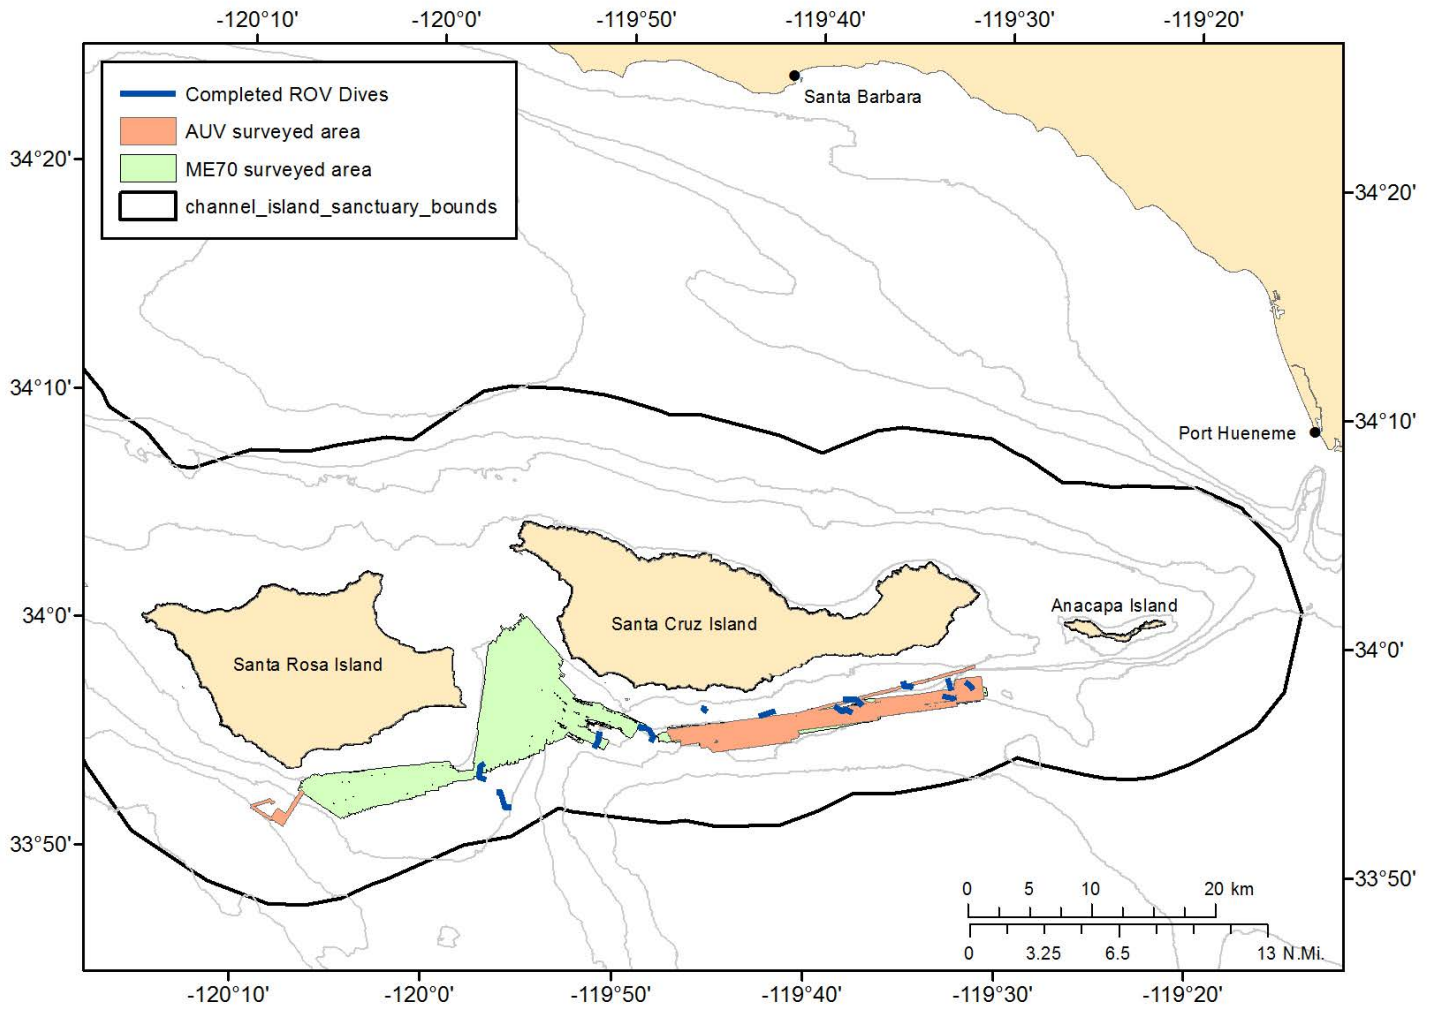 -120°10' -120°0' -119°50' -119°40' -119°30' -119°20'
Completed ROV Dives
AUV surveyed area
ME70 surveyed area
channel_island_sanctuary_bounds
Santa Barbara
34°20'
34°20'
34°10'
34°10'
Port Hueneme
34°0'
Anacapa Island
Santa Cruz Island
34°0'
Santa Rosa Island
33°50'
33°50'
0 5 10 20 km
0 3.25 6.5 13 N.Mi.
-120°10' -120°0' -119°50' -119°40' -119°30' -119°20'